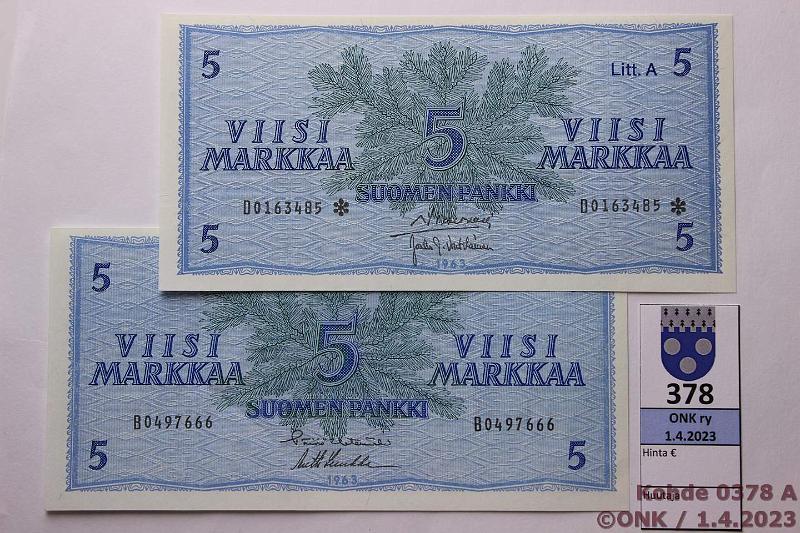 5 Litt. A 5
VIISI MARKKAA 5 VIISI MARKKAA
SUOMEN PANKKI
D0163485 * D0163485 *
5 5
1963
5
VIISI MARKKAA 5 VIISI MARKKAA
SUOMEN PANKKI
B0497666 B0497666
5 5
1963
378
ONK ry
1.4.2023
Hinta €
Huutaja
Kohde 0378 A
©ONK / 1.4.2023